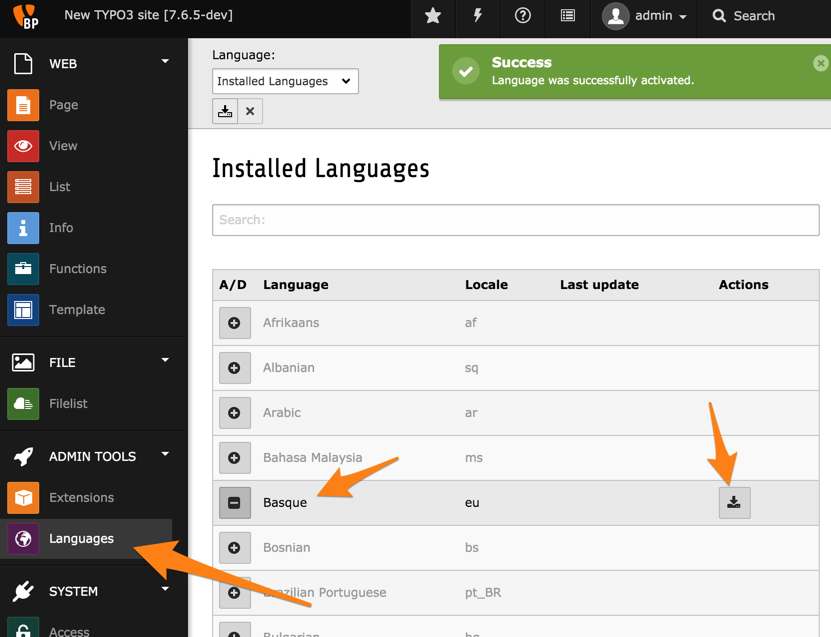 BP
New TYPO3 site [7.6.5-dev]
admin
Search
WEB
Page
View
List
Info
Functions
Template
FILE
Filelist
ADMIN TOOLS
Extensions
Languages
SYSTEM
Access
Language:
Installed Languages
Success
Language was successfully activated.
Installed Languages
Search:
A/D Language Locale Last update Actions
Afrikaans af
Albanian sq
Arabic ar
Bahasa Malaysia ms
Basque eu
Bosnian bs
Brazilian Portuguese pt_BR
Bulgarian bg